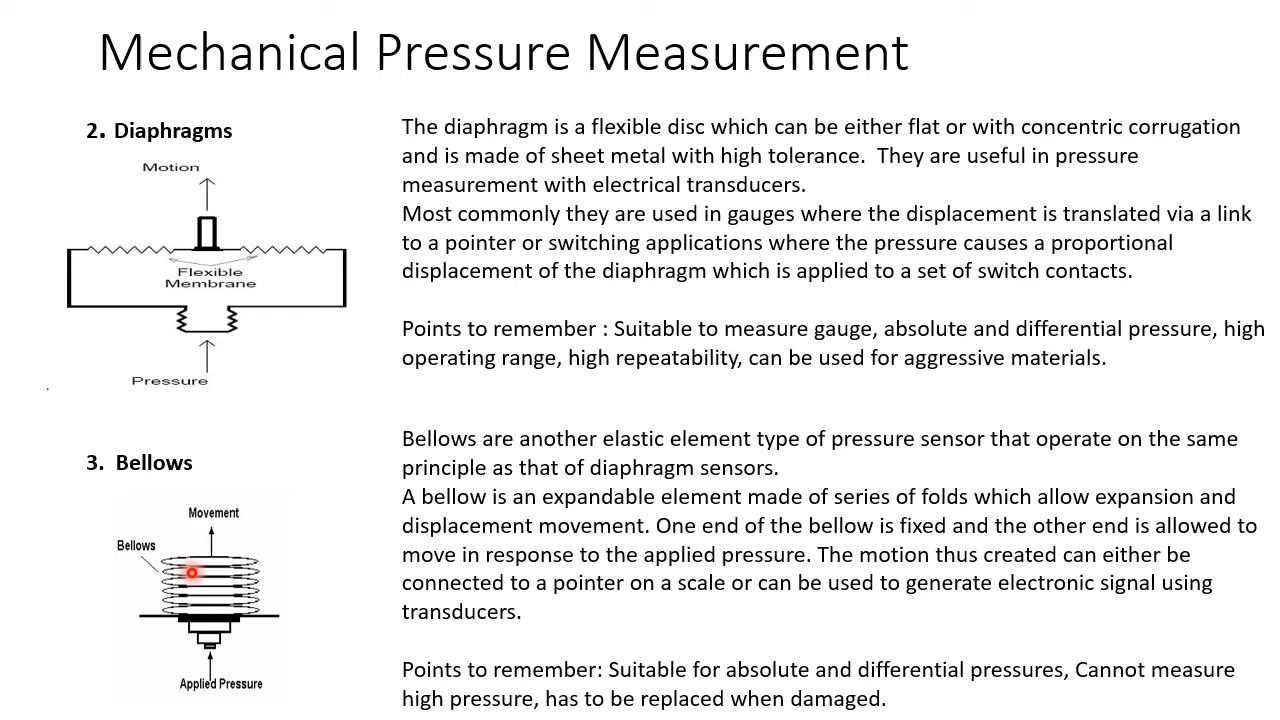 Mechanical Pressure Measurement
2. Diaphragms
Motion
Flexible
Membrane
Pressure
The diaphragm is a flexible disc which can be either flat or with concentric corrugation
and is made of sheet metal with high tolerance.  They are useful in pressure
measurement with electrical transducers.
Most commonly they are used in gauges where the displacement is translated via a link
to a pointer or switching applications where the pressure causes a proportional
displacement of the diaphragm which is applied to a set of switch contacts.
Points to remember : Suitable to measure gauge, absolute and differential pressure, high
operating range, high repeatability, can be used for aggressive materials.
3.  Bellows
Movement
Bellows
Applied Pressure
Bellows are another elastic element type of pressure sensor that operate on the same
principle as that of diaphragm sensors.
A bellow is an expandable element made of series of folds which allow expansion and
displacement movement. One end of the bellow is fixed and the other end is allowed to
move in response to the applied pressure. The motion thus created can either be
connected to a pointer on a scale or can be used to generate electronic signal using
transducers.
Points to remember: Suitable for absolute and differential pressures, Cannot measure
high pressure, has to be replaced when damaged.